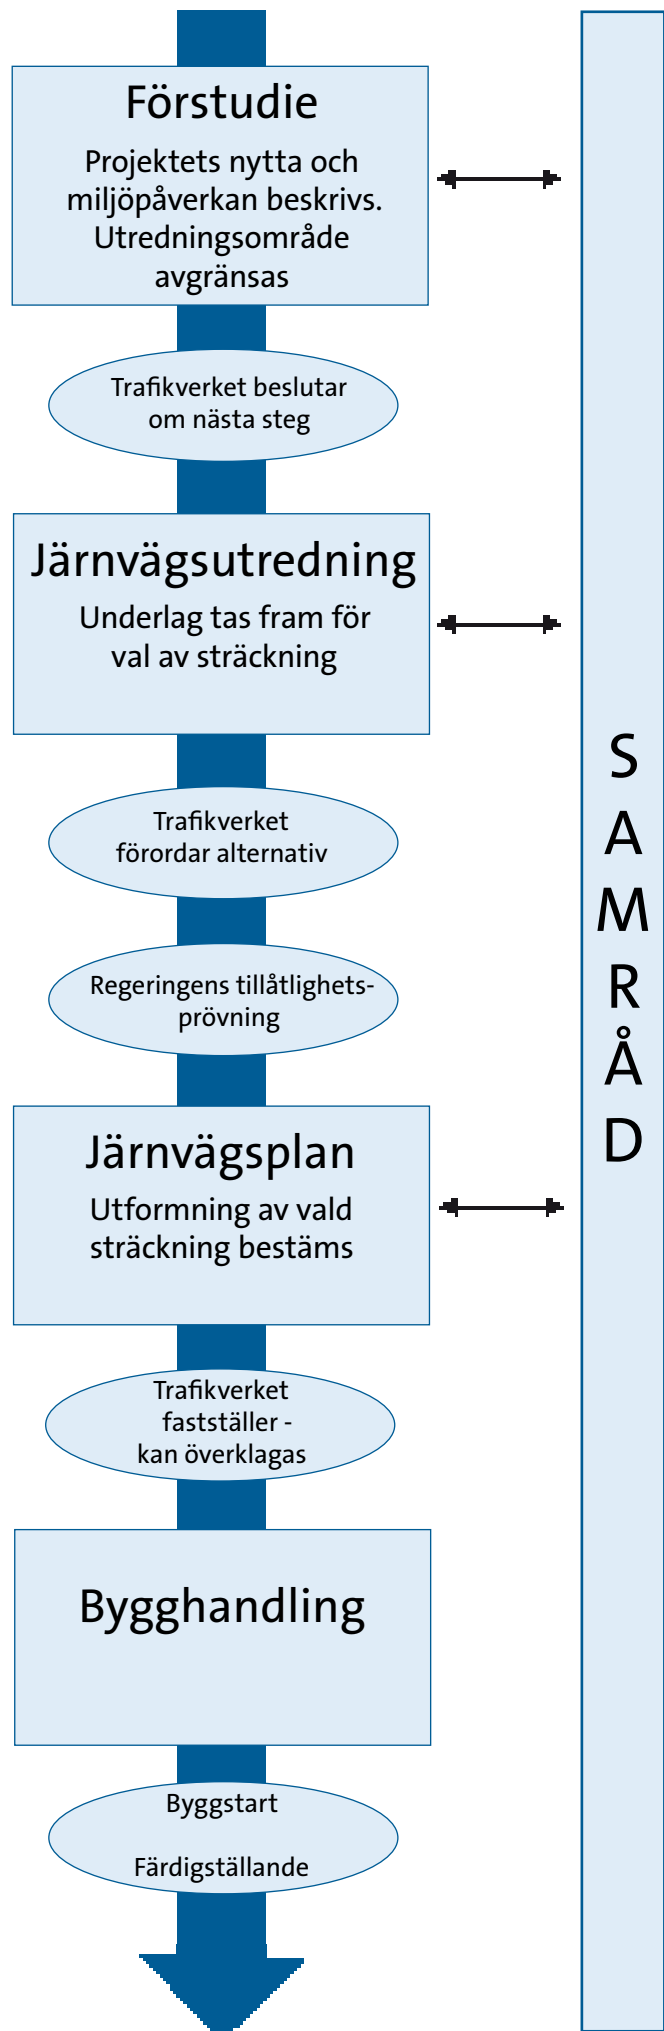 Förstudie
Projektets nytta och
miljöpåverkan beskrivs.
Utredningsområde
avgränsas
Trafikverket beslutar
om nästa steg
Järnvägsutredning
Underlag tas fram för
val av sträckning
Trafikverket
förordar alternativ
Regeringens tillåtlighets-
prövning
Järnvägsplan
Utformning av vald
sträckning bestäms
Trafikverket
fastställer -
kan överklagas
Bygghandling
Byggstart
Färdigställande
S
A
M
R
Å
D